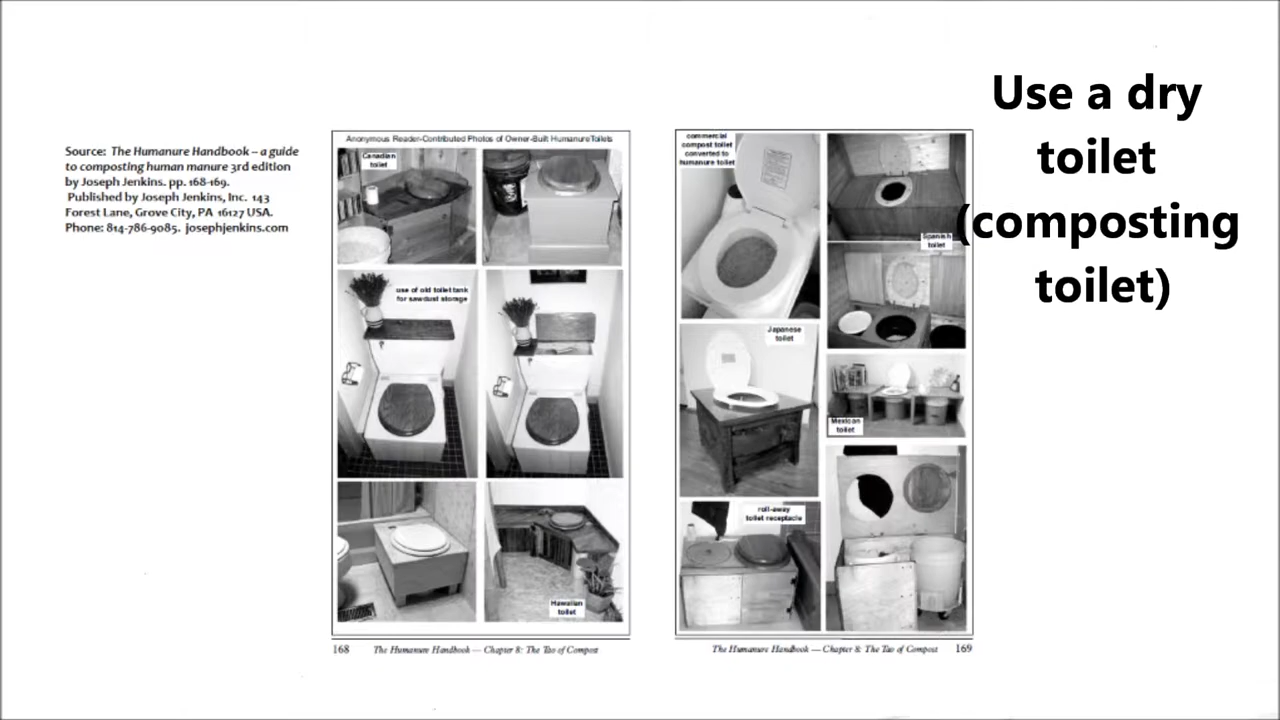 Use a dry
toilet
(composting
toilet)
Source: The Humanure Handbook – a guide
to composting human manure 3rd edition
by Joseph Jenkins. pp. 168-169.
Published by Joseph Jenkins, Inc. 143
Forest Lane, Grove City, PA 16127 USA.
Phone: 814-786-9085. josephjenkins.com
Anonymous Reader-Contributed Photos of Owner-Built Humanure Toilets
Canadian
toilet
use of old toilet tank
for sawdust storage
Hawaiian
toilet
168 The Humanure Handbook — Chapter 8: The Tao of Compost
commercial
compost toilet
converted to
humanure toilet
Spanish
toilet
Japanese
toilet
Mexican
toilet
roll-away
toilet receptacle
The Humanure Handbook — Chapter 8: The Tao of Compost 169